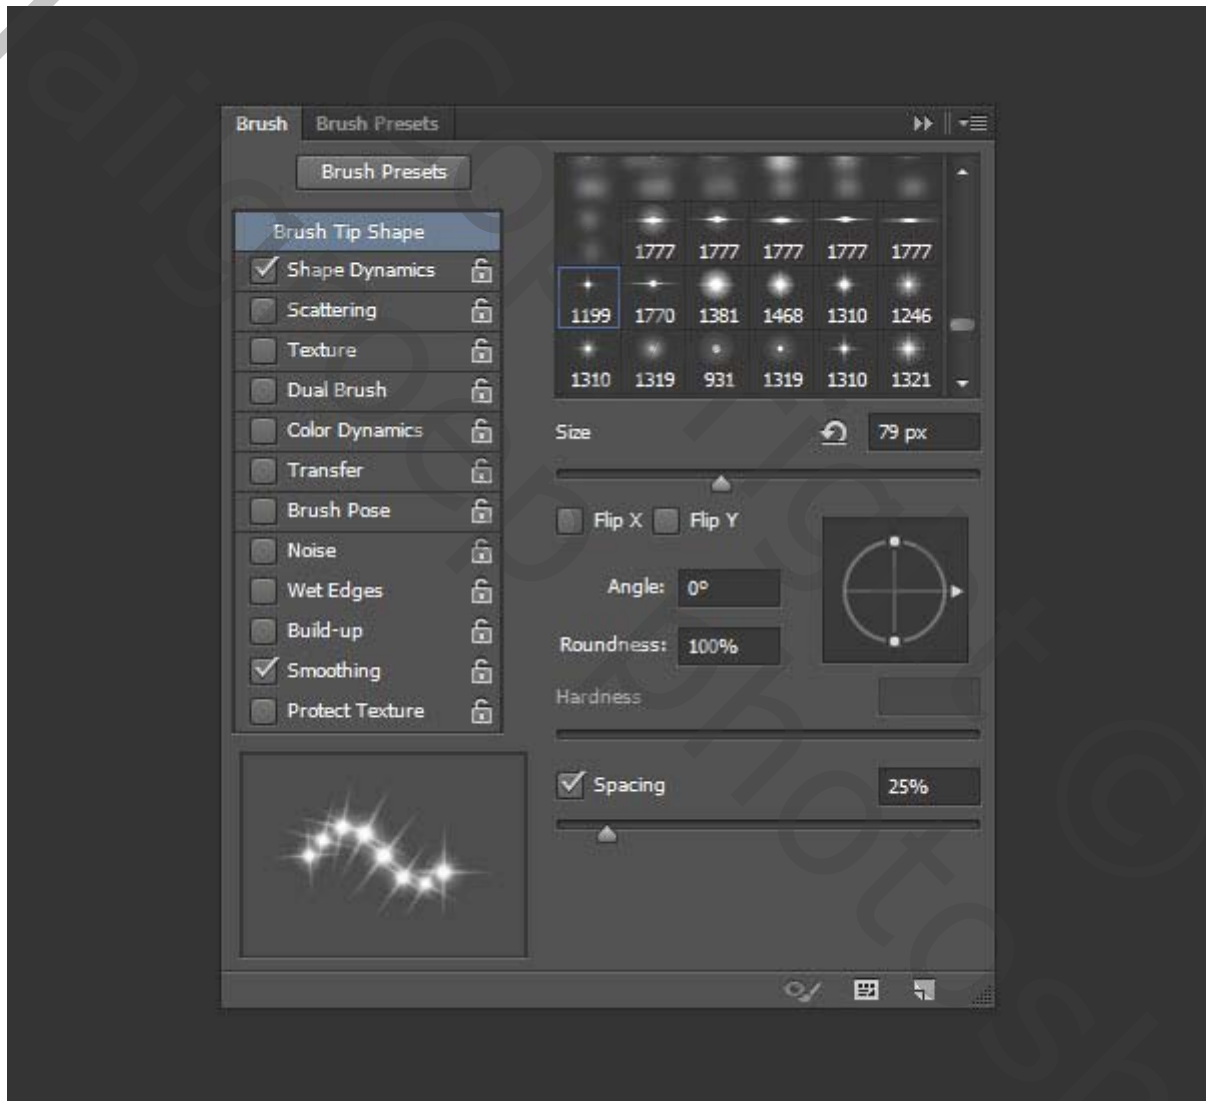 Brush Brush Presets
Brush Presets
Brush Tip Shape
Shape Dynamics
Scattering
Texture
Dual Brush
Color Dynamics
Transfer
Brush Pose
Noise
Wet Edges
Build-up
Smoothing
Protect Texture
1777 1777 1777 1777 1777
1199 1770 1381 1468 1310 1246
1310 1319 931 1319 1310 1321
Size 79 px
Flip X Flip Y
Angle: 0º
Roundness: 100%
Hardness
Spacing 25%
Copyright ©